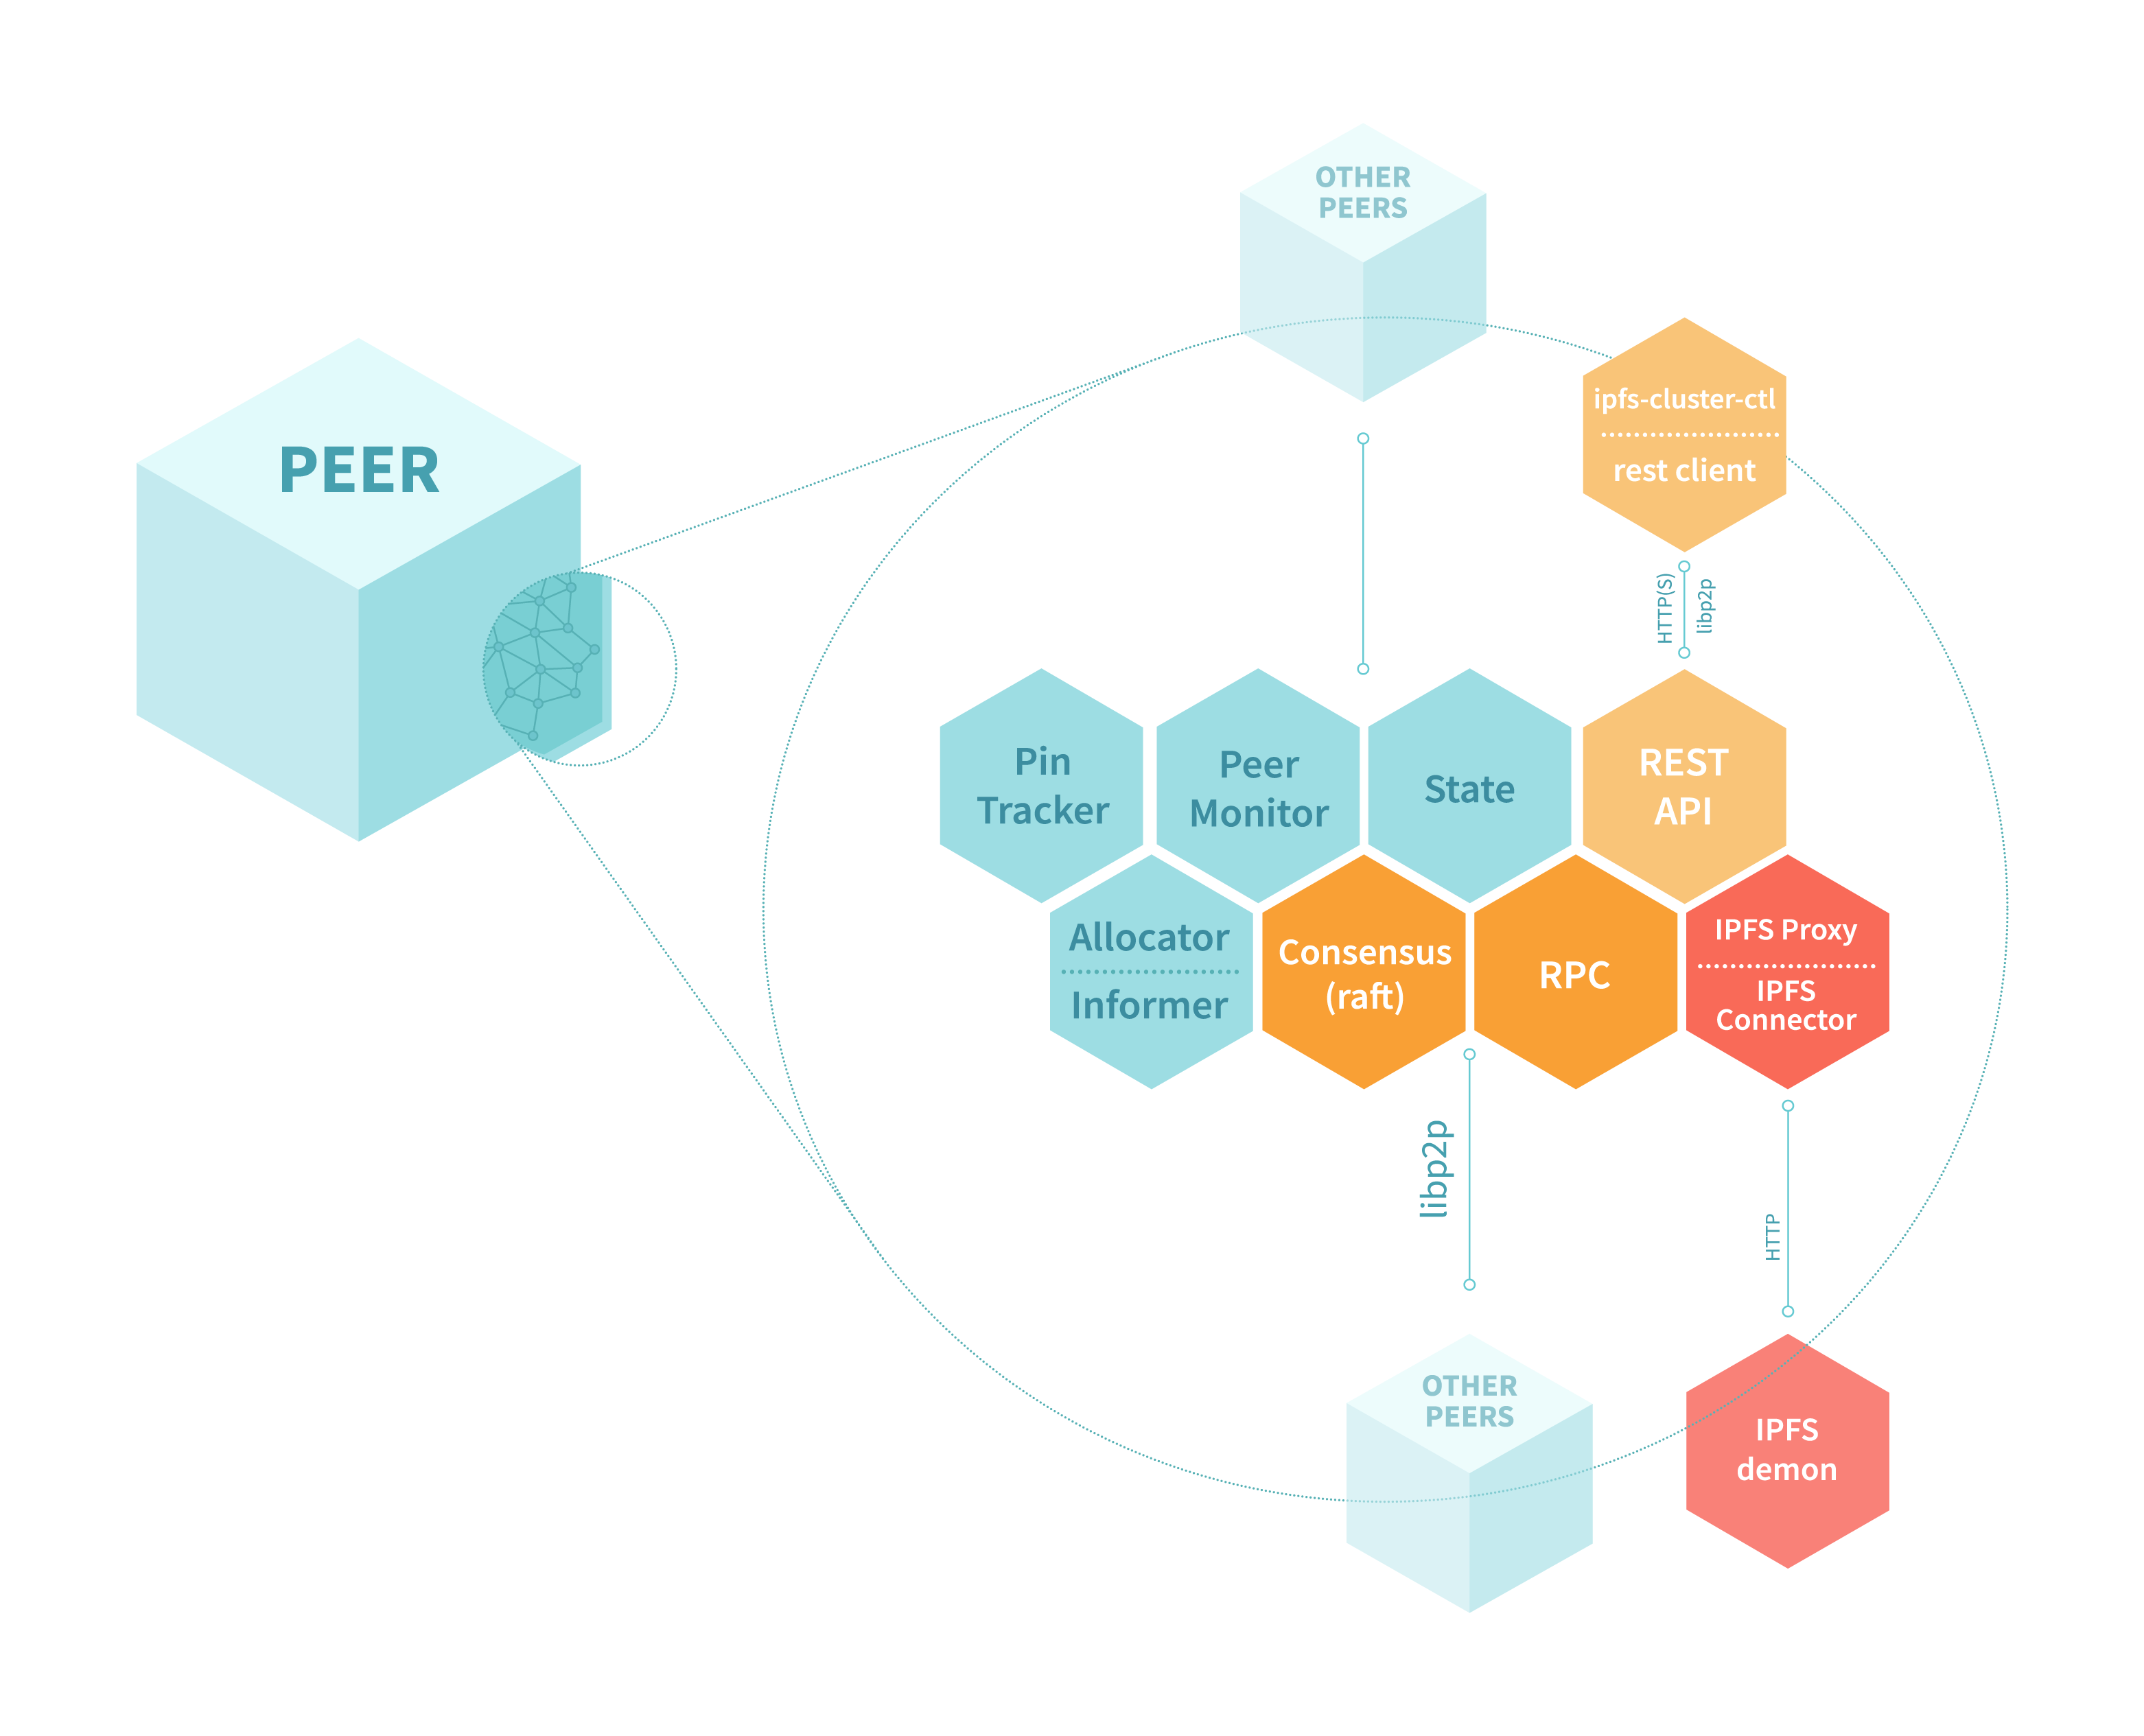 OTHER
PEERS
PEER
ipfs-cluster-ctl
rest client
HTTP(S)
libp2p
Pin
Tracker
Peer
Monitor
State
REST
API
Allocator
Informer
Consensus
(raft)
RPC
IPFS Proxy
IPFS
Connector
libp2p
HTTP
OTHER
PEERS
IPFS
demon